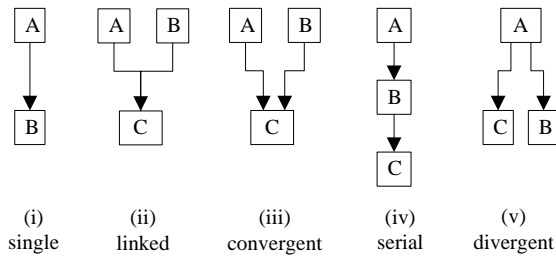 A A B A B A A
B C C B C B
C
(i) (ii) (iii) (iv) (v)
single linked convergent serial divergent